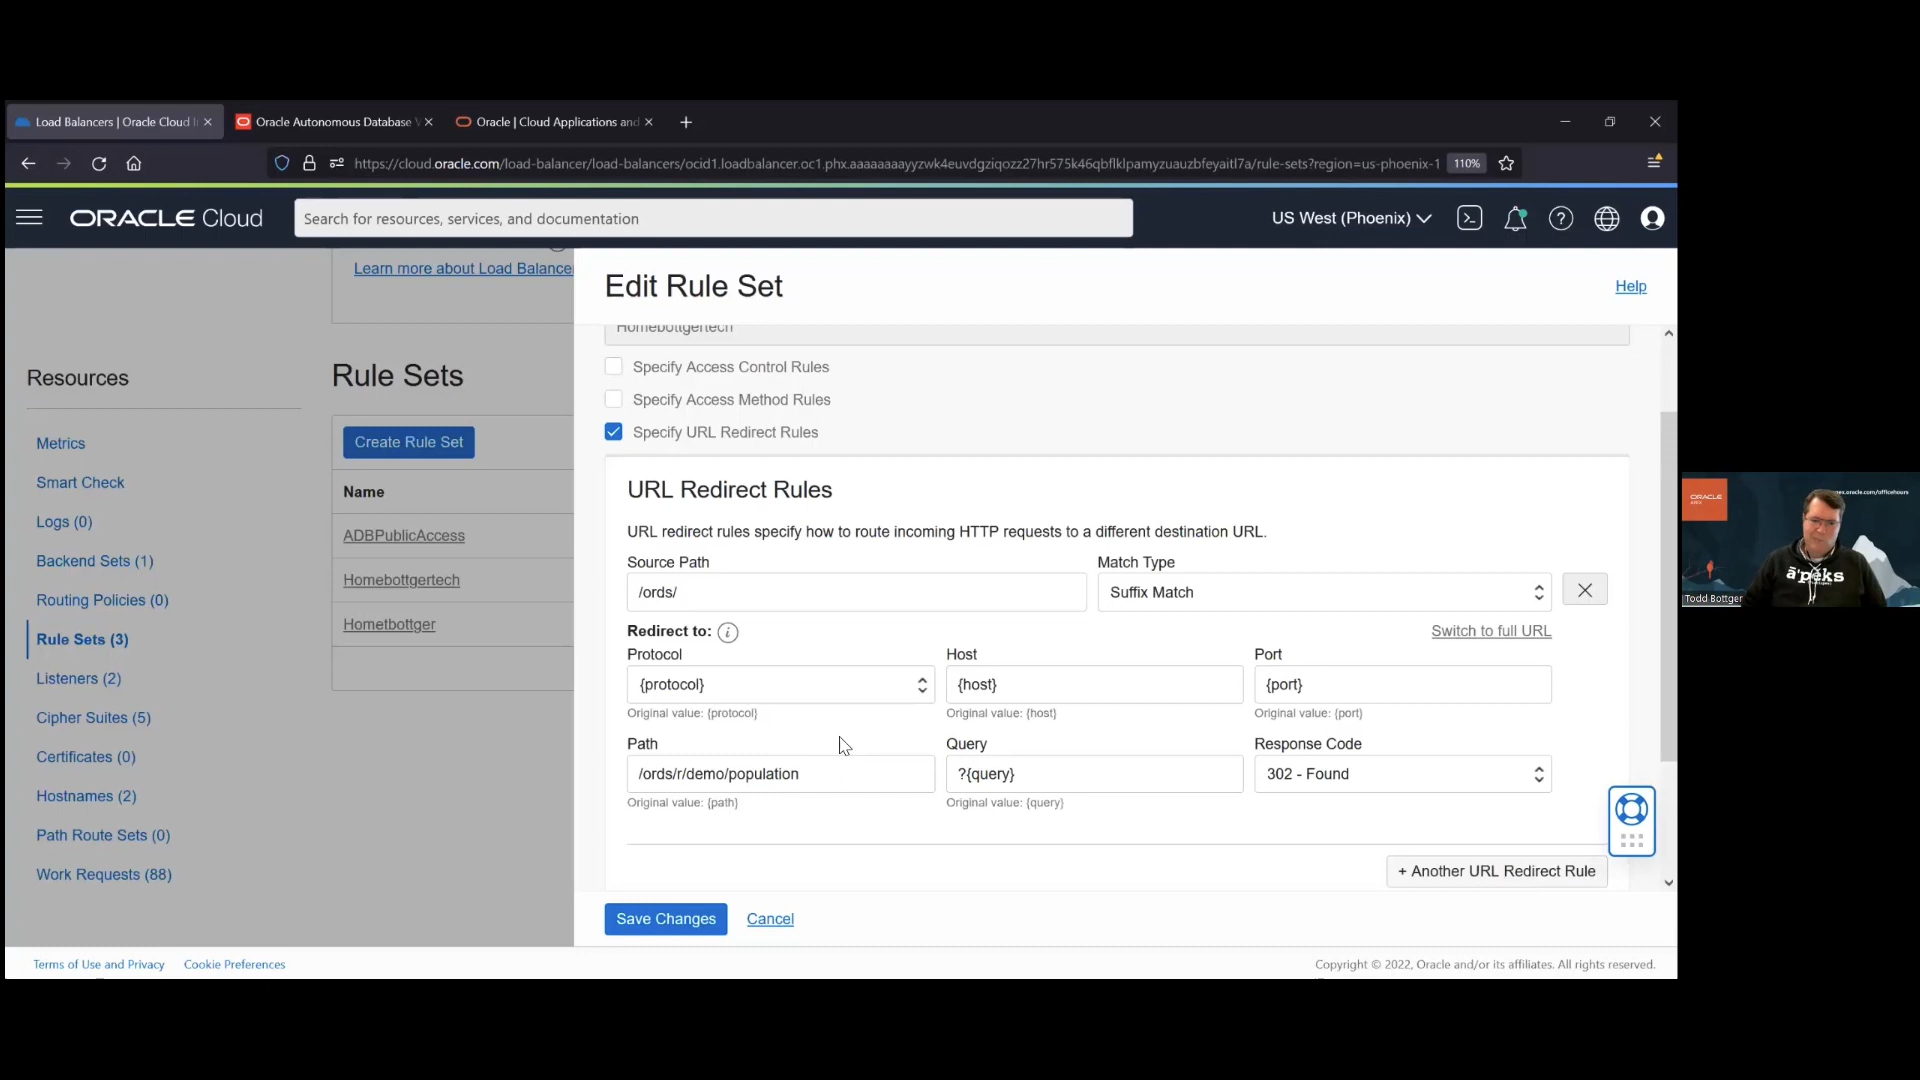 Load Balancers | Oracle Cloud I
Oracle Autonomous Database
Oracle | Cloud Applications and
https://cloud.oracle.com/load-balancer/load-balancers/ocid1.loadbalancer.oc1.phx.aaaaaaaayyzwk4euvdgziqozz27hr575k46qbflklpamyzuauzbfeyaitl7a/rule-sets?region=us-phoenix-1
110%
ORACLE Cloud
Search for resources, services, and documentation
US West (Phoenix)
Learn more about Load Balance
Edit Rule Set
Help
Homebottgertech
Resources
Metrics
Smart Check
Logs (0)
Backend Sets (1)
Routing Policies (0)
Rule Sets (3)
Listeners (2)
Cipher Suites (5)
Certificates (0)
Hostnames (2)
Path Route Sets (0)
Work Requests (88)
Rule Sets
Create Rule Set
Name
ADBPublicAccess
Homebottgertech
Hometbottger
Specify Access Control Rules
Specify Access Method Rules
Specify URL Redirect Rules
URL Redirect Rules
URL redirect rules specify how to route incoming HTTP requests to a different destination URL.
Source Path
Match Type
/ords/
Suffix Match
Redirect to:
Switch to full URL
Protocol
Host
Port
{protocol}
{host}
{port}
Original value: {protocol}
Original value: {host}
Original value: {port}
Path
Query
Response Code
/ords/r/demo/population
?{query}
302 - Found
Original value: {path}
Original value: {query}
+ Another URL Redirect Rule
Save Changes
Cancel
Terms of Use and Privacy
Cookie Preferences
Copyright © 2022, Oracle and/or its affiliates. All rights reserved.
ORACLE
āpeks
Todd Bottger